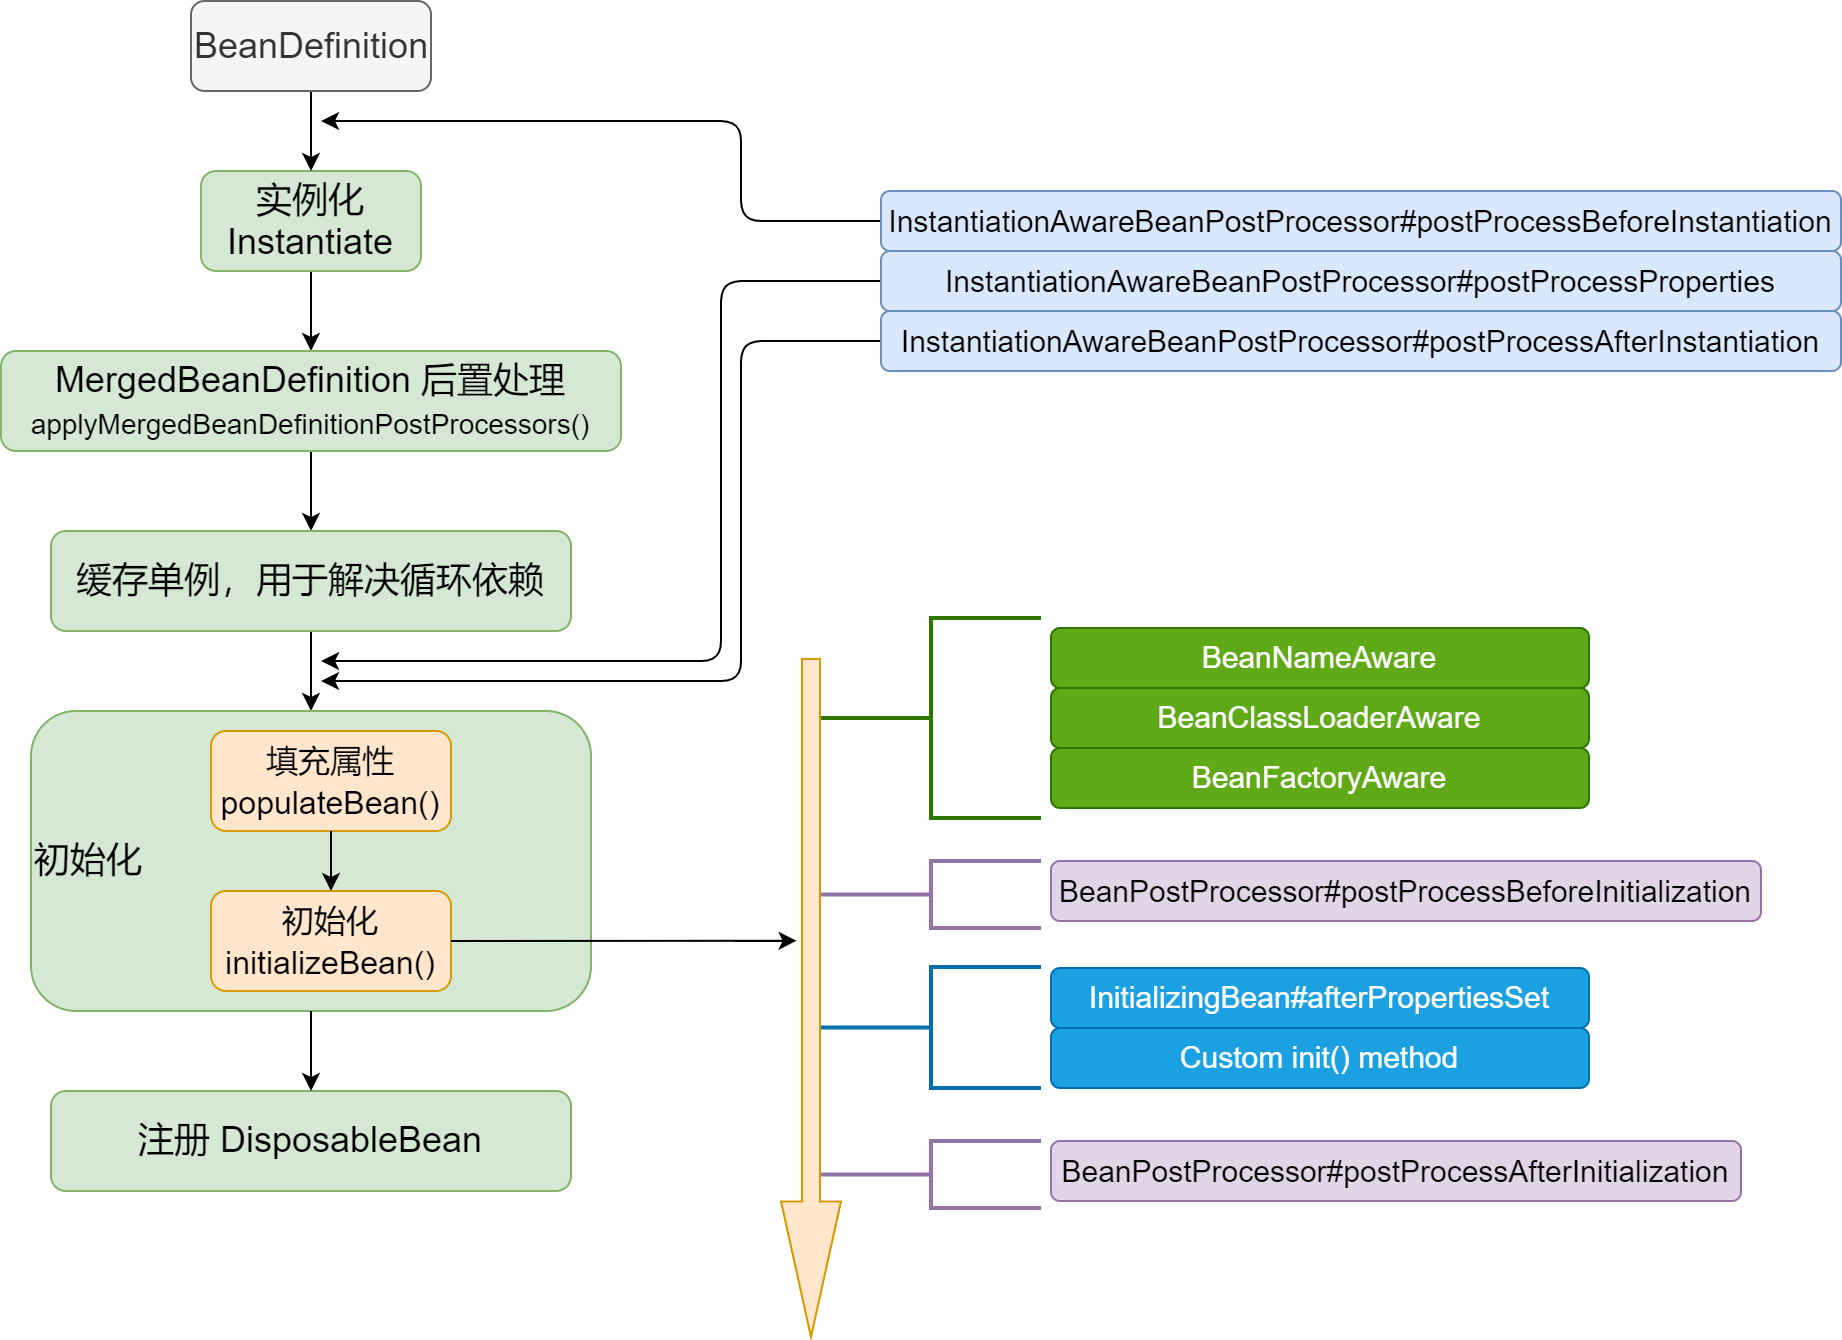 BeanDefinition
实例化
Instantiate
MergedBeanDefinition 后置处理
applyMergedBeanDefinitionPostProcessors()
缓存单例，用于解决循环依赖
初始化
填充属性
populateBean()
初始化
initializeBean()
注册 DisposableBean
InstantiationAwareBeanPostProcessor#postProcessBeforeInstantiation
InstantiationAwareBeanPostProcessor#postProcessProperties
InstantiationAwareBeanPostProcessor#postProcessAfterInstantiation
BeanNameAware
BeanClassLoaderAware
BeanFactoryAware
BeanPostProcessor#postProcessBeforeInitialization
InitializingBean#afterPropertiesSet
Custom init() method
BeanPostProcessor#postProcessAfterInitialization